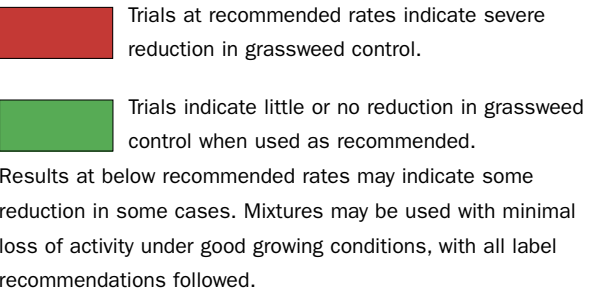 Trials at recommended rates indicate severe
reduction in grassweed control.
Trials indicate little or no reduction in grassweed
control when used as recommended.
Results at below recommended rates may indicate some
reduction in some cases. Mixtures may be used with minimal
loss of activity under good growing conditions, with all label
recommendations followed.